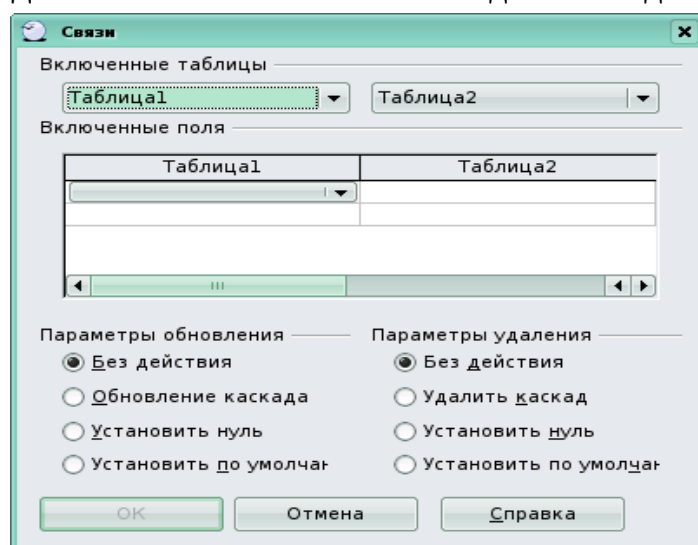 Связи
Включенные таблицы
Таблица1 Таблица2
Включенные поля
Таблица1 Таблица2
Параметры обновления Параметры удаления
Без действия Без действия
Обновление каскада Удалить каскад
Установить нуль Установить нуль
Установить по умолчан Установить по умолчан
OK Отмена Справка